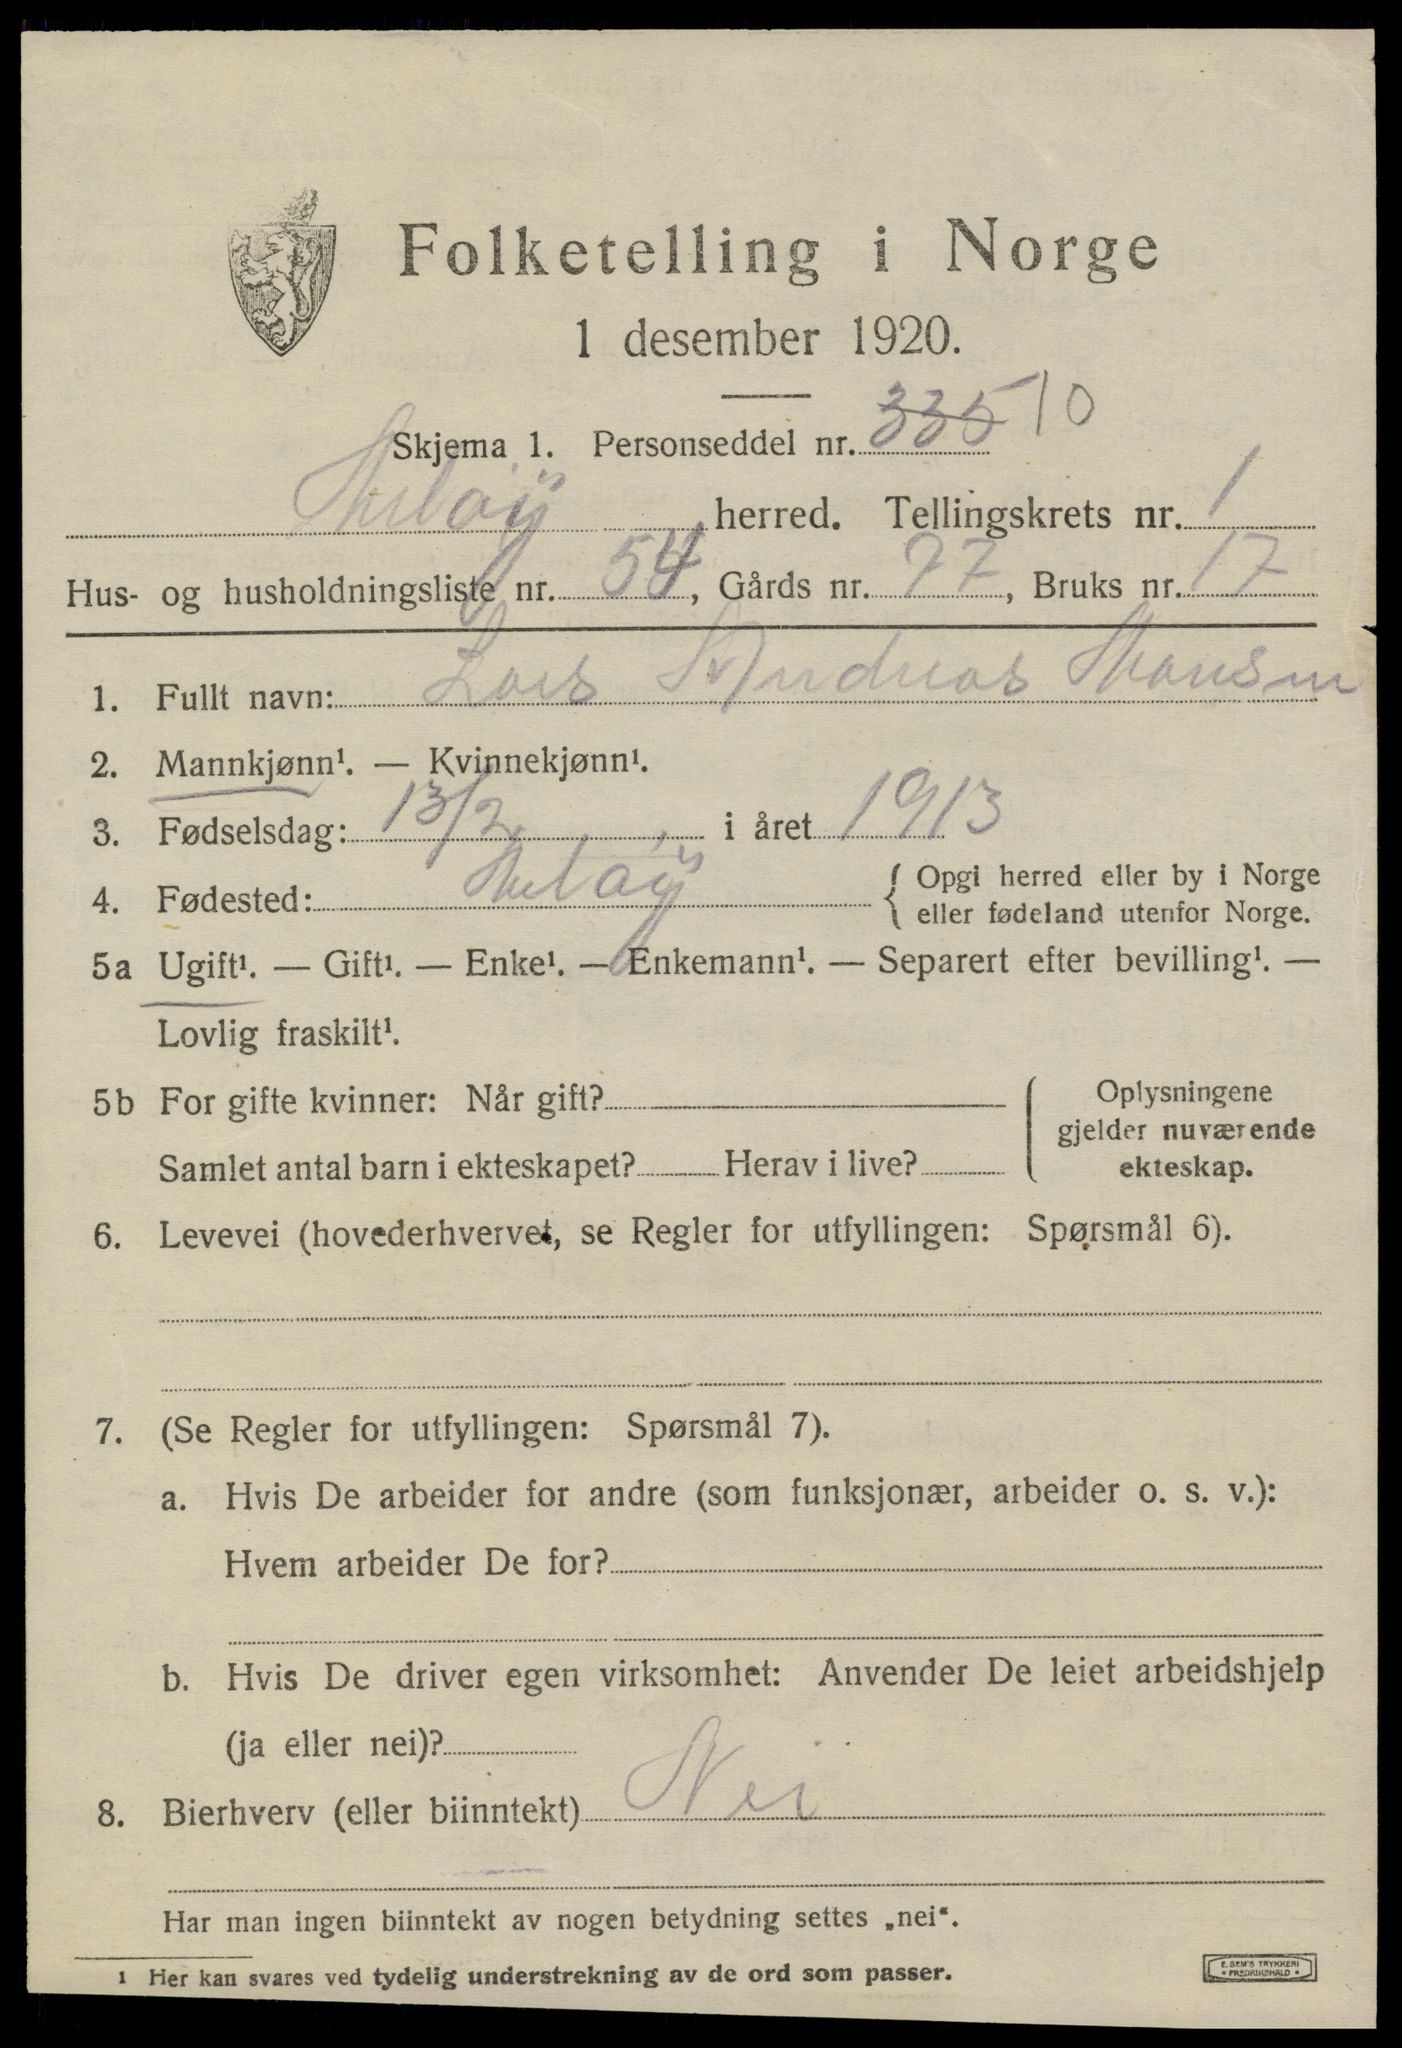 Folketelling i Norge
1 desember 1920.
Skjema 1. Personseddel nr. 335 10
Meløy herred. Tellingskrets nr. 1
Hus- og husholdningsliste nr. 54, Gårds nr. 77, Bruks nr. 17
1. Fullt navn: Lars Andreas Hansen
2. Mannkjønn¹. — Kvinnekjønn¹.
3. Fødselsdag: 13/2 i året 1913
4. Fødested: Meløy { Opgi herred eller by i Norge
eller fødeland utenfor Norge.
5a Ugift¹. — Gift¹. — Enke¹. — Enkemann¹. — Separert efter bevilling¹. —
Lovlig fraskilt¹.
5b For gifte kvinner: Når gift?
Samlet antal barn i ekteskapet? Herav i live?
Oplysningene
gjelder nuværende
ekteskap.
6. Levevei (hovederhvervet, se Regler for utfyllingen: Spørsmål 6).
7. (Se Regler for utfyllingen: Spørsmål 7).
a. Hvis De arbeider for andre (som funksjonær, arbeider o. s. v.):
Hvem arbeider De for?
b. Hvis De driver egen virksomhet: Anvender De leiet arbeidshjelp
(ja eller nei)?
8. Bierhverv (eller biinntekt) Nei
Har man ingen biinntekt av nogen betydning settes „nei“.
1 Her kan svares ved tydelig understrekning av de ord som passer.
E. SEM'S TRYKKERI
• FREDRIKSHALD •